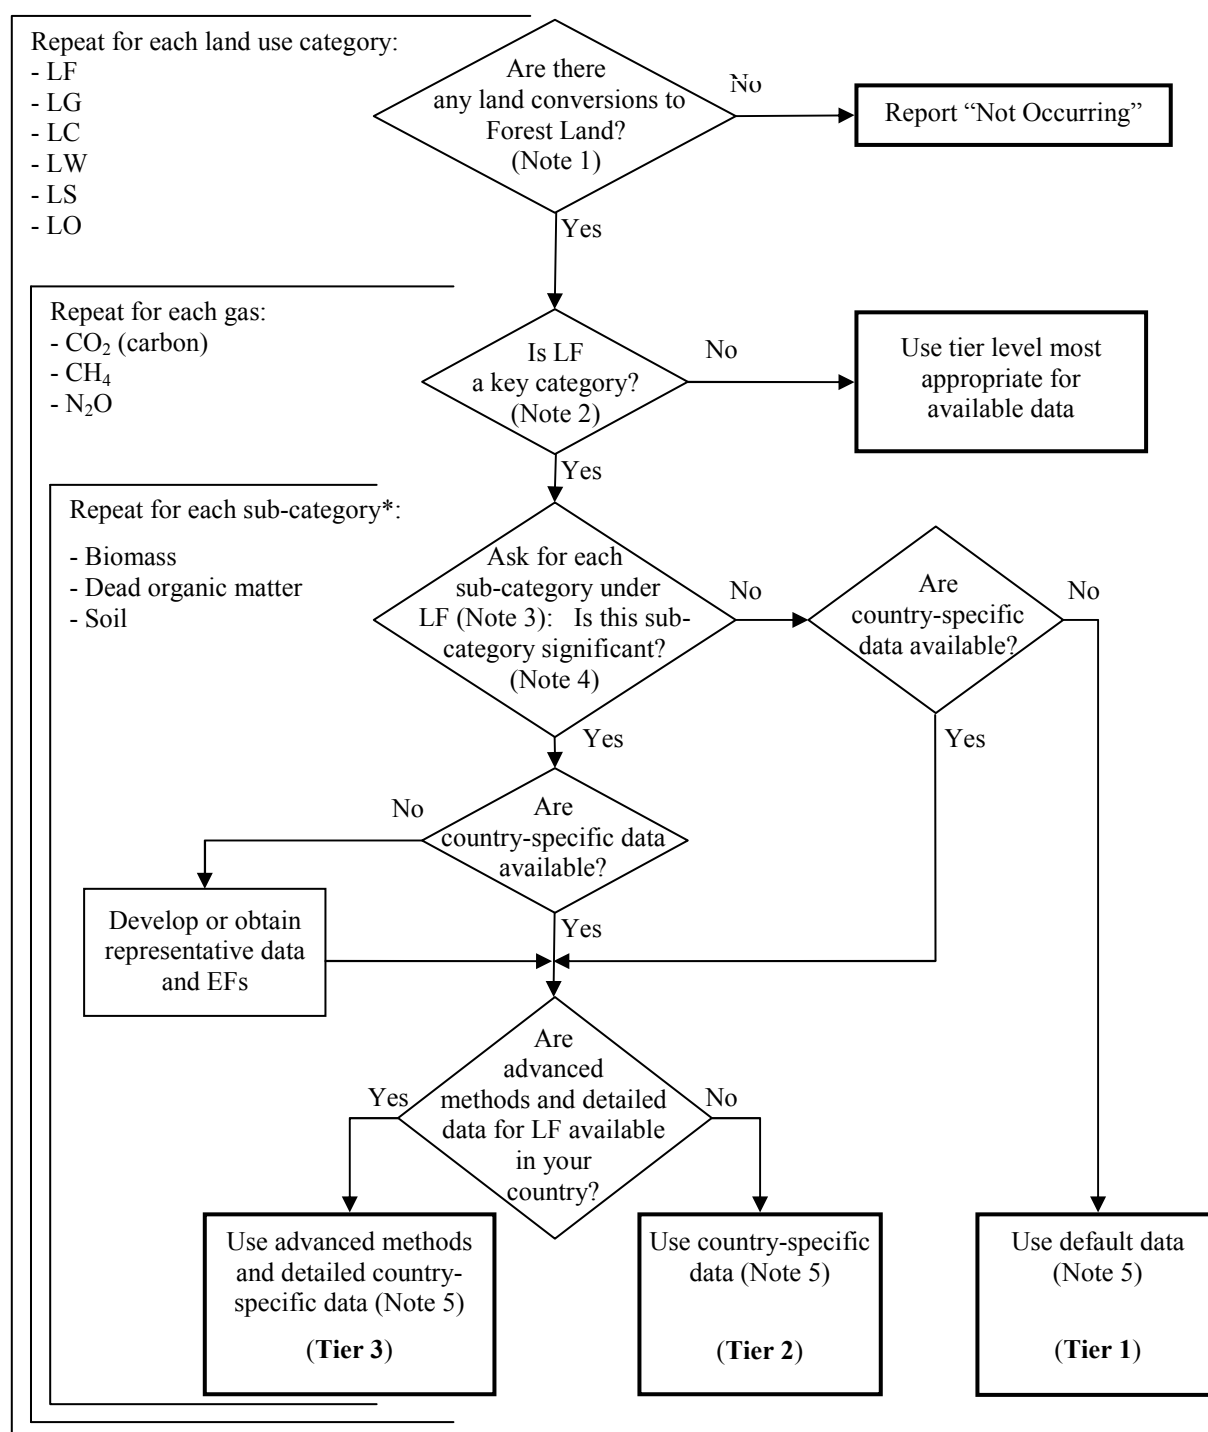 Repeat for each land use category:
- LF
- LG
- LC
- LW
- LS
- LO
Are there
any land conversions to
Forest Land?
(Note 1)
No
Report “Not Occurring”
Yes
Repeat for each gas:
- CO₂ (carbon)
- CH₄
- N₂O
Is LF
a key category?
(Note 2)
No
Use tier level most
appropriate for
available data
Yes
Repeat for each sub-category*:
- Biomass
- Dead organic matter
- Soil
Ask for each
sub-category under
LF (Note 3): Is this sub-
category significant?
(Note 4)
No
Are
country-specific
data available?
No
Yes
Yes
Are
country-specific data
available?
No
Develop or obtain
representative data
and EFs
Yes
Are
advanced
methods and detailed
data for LF available
in your
country?
Yes
No
Use advanced methods
and detailed country-
specific data (Note 5)
(Tier 3)
Use country-specific
data (Note 5)
(Tier 2)
Use default data
(Note 5)
(Tier 1)